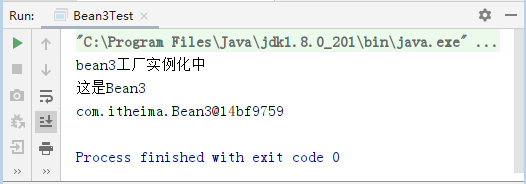 Run: Bean3Test
"C:\Program Files\Java\jdk1.8.0_201\bin\java.exe" ...
bean3工厂实例化中
这是Bean3
com.itheima.Bean3@14bf9759
Process finished with exit code 0